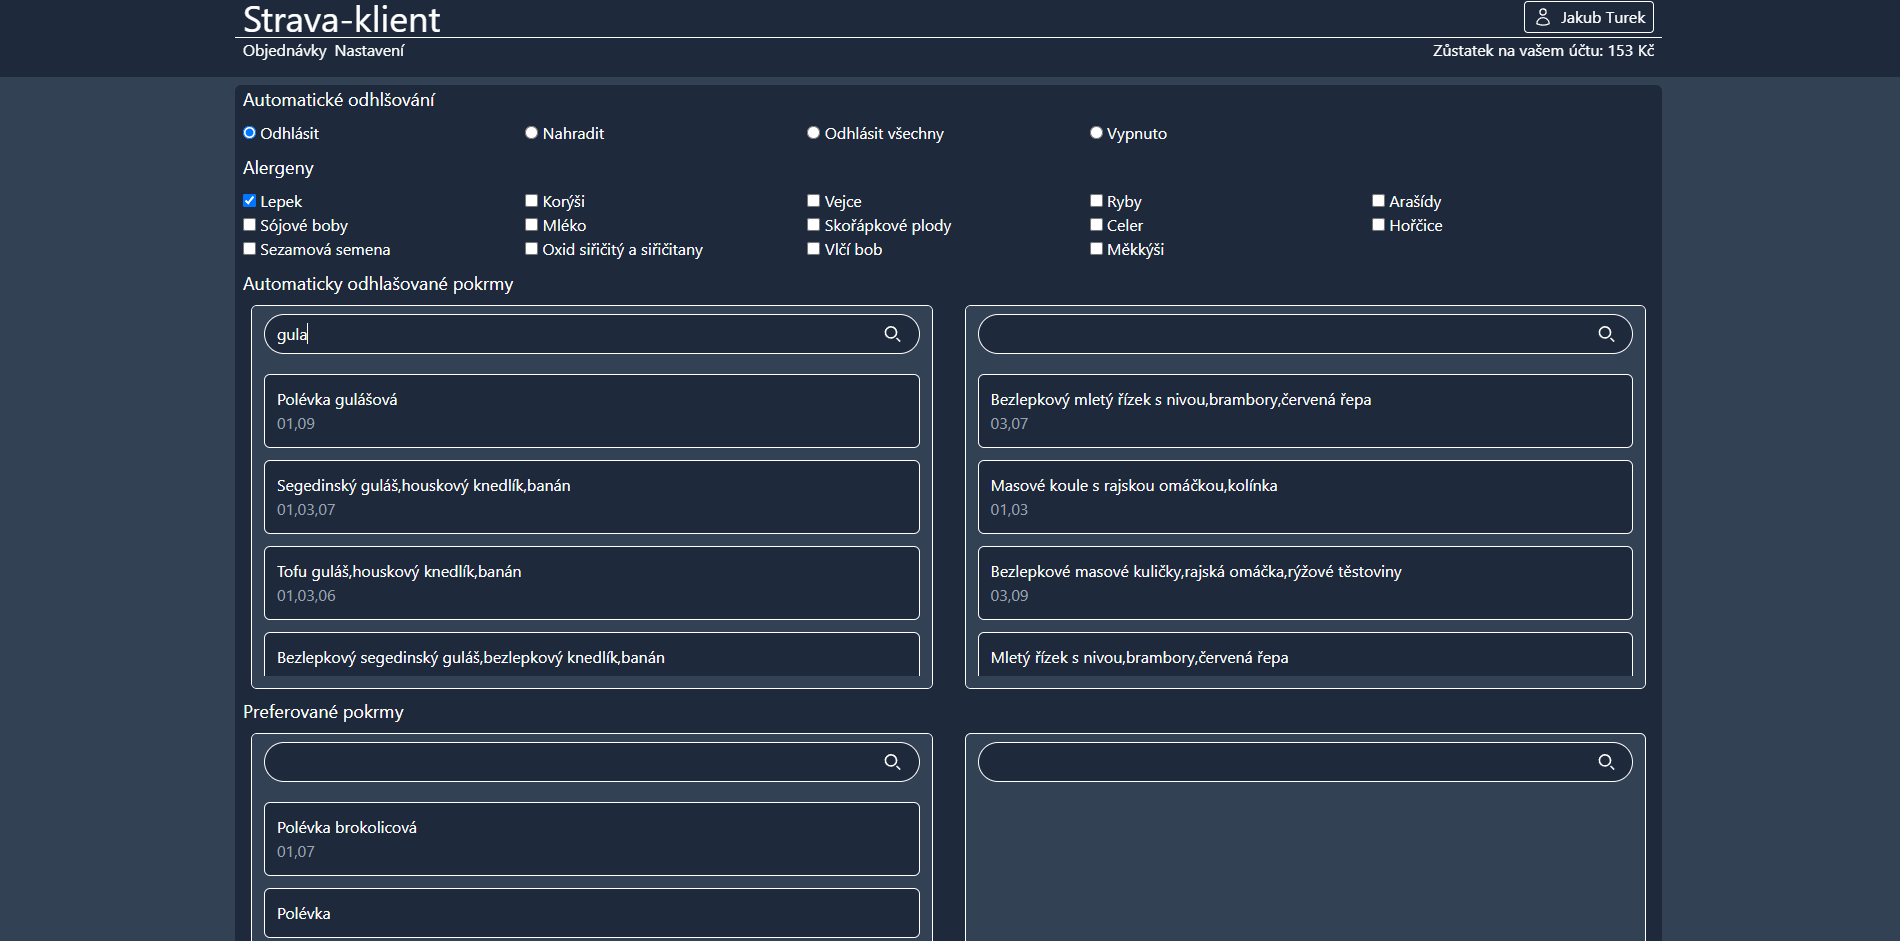 Strava-klient
Jakub Turek
Objednávky Nastavení
Zůstatek na vašem účtu: 153 Kč
Automatické odhlšování
Odhlásit
Nahradit
Odhlásit všechny
Vypnuto
Alergeny
Lepek
Korýši
Vejce
Ryby
Arašídy
Sójové boby
Mléko
Skořápkové plody
Celer
Hořčice
Sezamová semena
Oxid siřičitý a siřičitany
Vlčí bob
Měkkýši
Automaticky odhlašované pokrmy
gula
Polévka gulášová
01,09
Segedinský guláš,houskový knedlík,banán
01,03,07
Tofu guláš,houskový knedlík,banán
01,03,06
Bezlepkový segedinský guláš,bezlepkový knedlík,banán
Bezlepkový mletý řízek s nivou,brambory,červená řepa
03,07
Masové koule s rajskou omáčkou,kolínka
01,03
Bezlepkové masové kuličky,rajská omáčka,rýžové těstoviny
03,09
Mletý řízek s nivou,brambory,červená řepa
Preferované pokrmy
Polévka brokolicová
01,07
Polévka